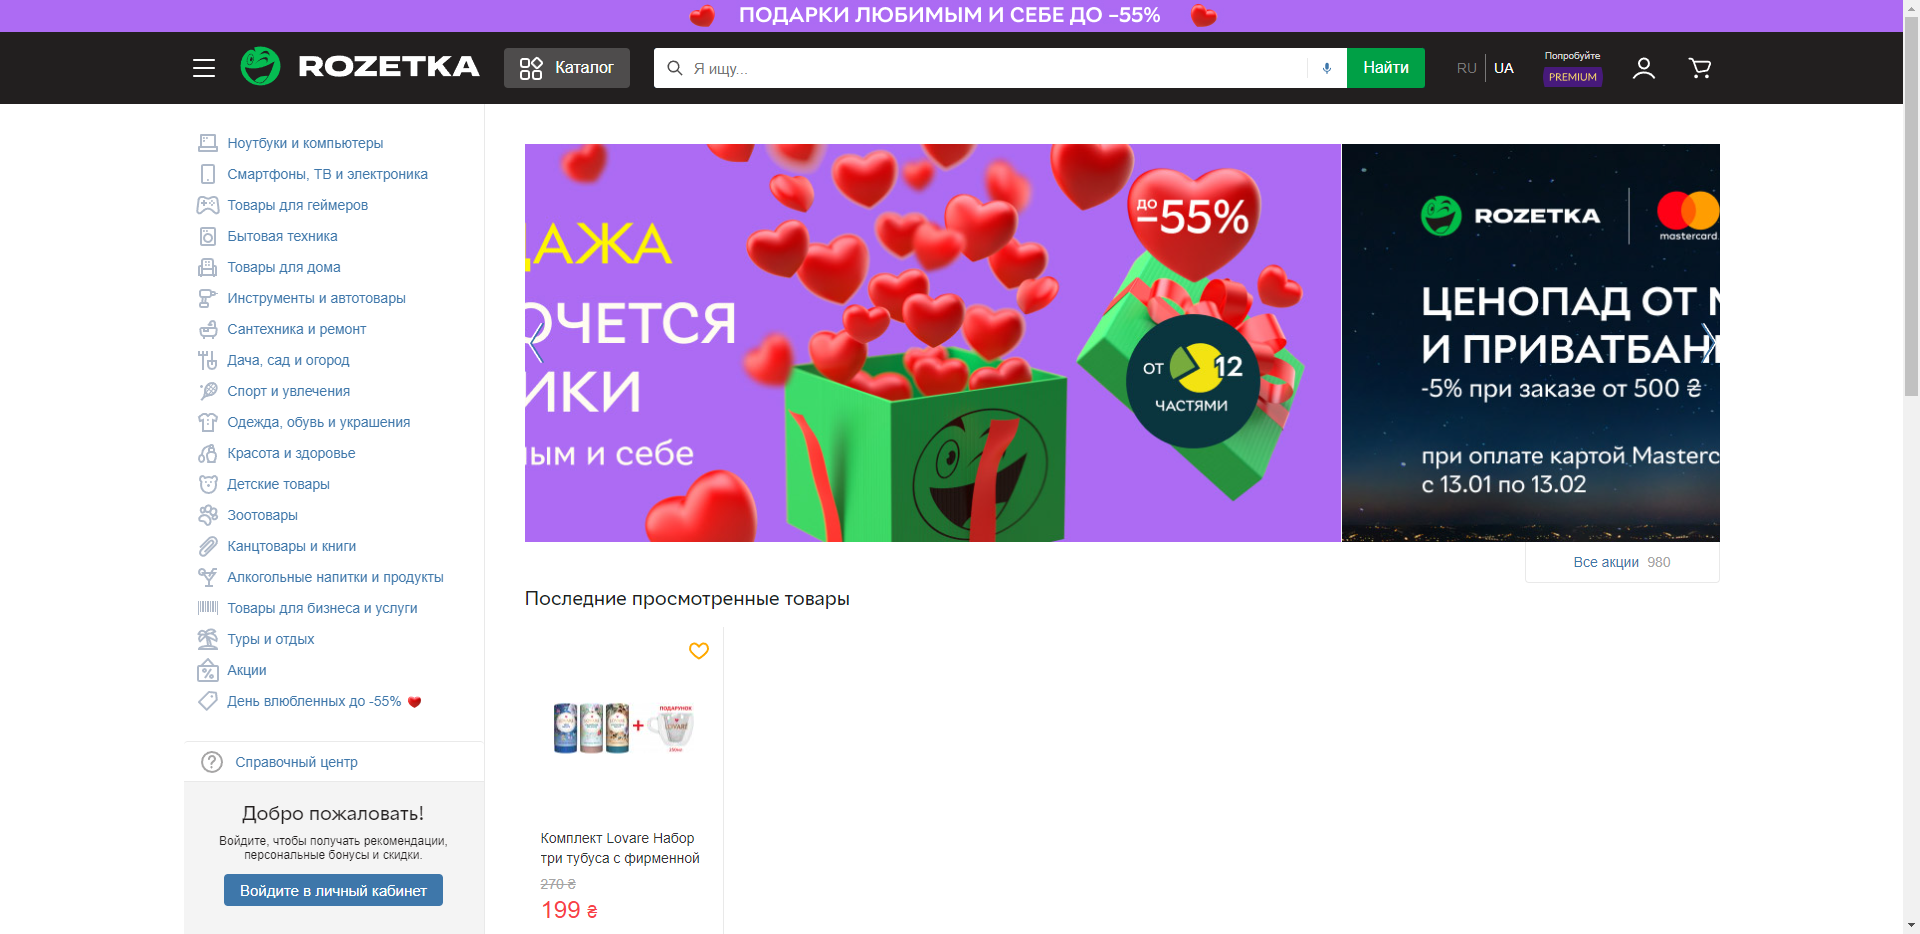 ПОДАРКИ ЛЮБИМЫМ И СЕБЕ ДО –55%
ROZETKA
Каталог
Я ищу...
Найти
RU
UA
Попробуйте
PREMIUM
Ноутбуки и компьютеры
Смартфоны, ТВ и электроника
Товары для геймеров
Бытовая техника
Товары для дома
Инструменты и автотовары
Сантехника и ремонт
Дача, сад и огород
Спорт и увлечения
Одежда, обувь и украшения
Красота и здоровье
Детские товары
Зоотовары
Канцтовары и книги
Алкогольные напитки и продукты
Товары для бизнеса и услуги
Туры и отдых
Акции
День влюбленных до -55%
Справочный центр
Добро пожаловать!
Войдите, чтобы получать рекомендации,
персональные бонусы и скидки.
Войдите в личный кабинет
ДАЖА
ОЧЕТСЯ
ИКИ
ым и себе
ДО
–55%
ОТ 12
ЧАСТЯМИ
ROZETKA
mastercard.
ЦЕНОПАД ОТ
И ПРИВАТБАН
-5% при заказе от 500 ₴
при оплате картой Masterc
с 13.01 по 13.02
Все акции 980
Последние просмотренные товары
ПОДАРУНОК
LOVARE
Комплект Lovare Набор
три тубуса с фирменной
270 ₴
199 ₴